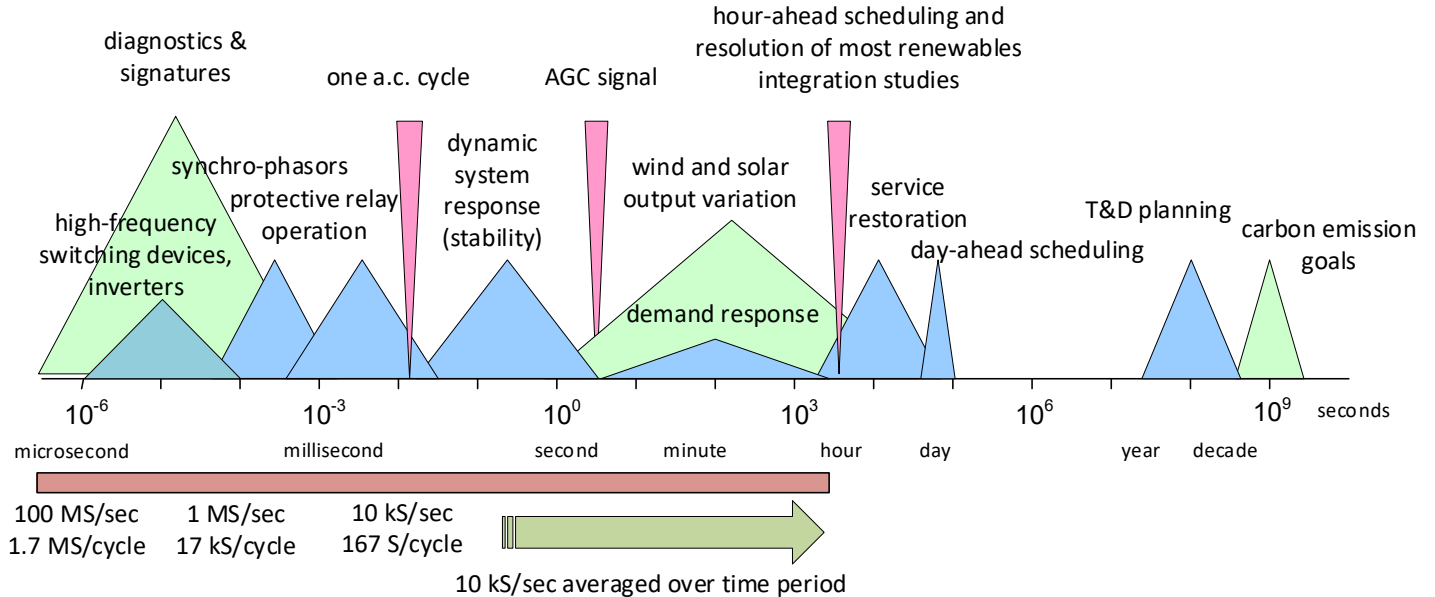 hour-ahead scheduling and
resolution of most renewables
integration studies
diagnostics &
signatures
one a.c. cycle
AGC signal
dynamic
system
response
(stability)
synchro-phasors
protective relay
operation
wind and solar
output variation
service
restoration
high-frequency
switching devices,
inverters
T&D planning
carbon emission
goals
day-ahead scheduling
demand response
10-6
10-3
100
103
106
109
seconds
microsecond
millisecond
second
minute
hour
day
year
decade
100 MS/sec
1.7 MS/cycle
1 MS/sec
17 kS/cycle
10 kS/sec
167 S/cycle
10 kS/sec averaged over time period